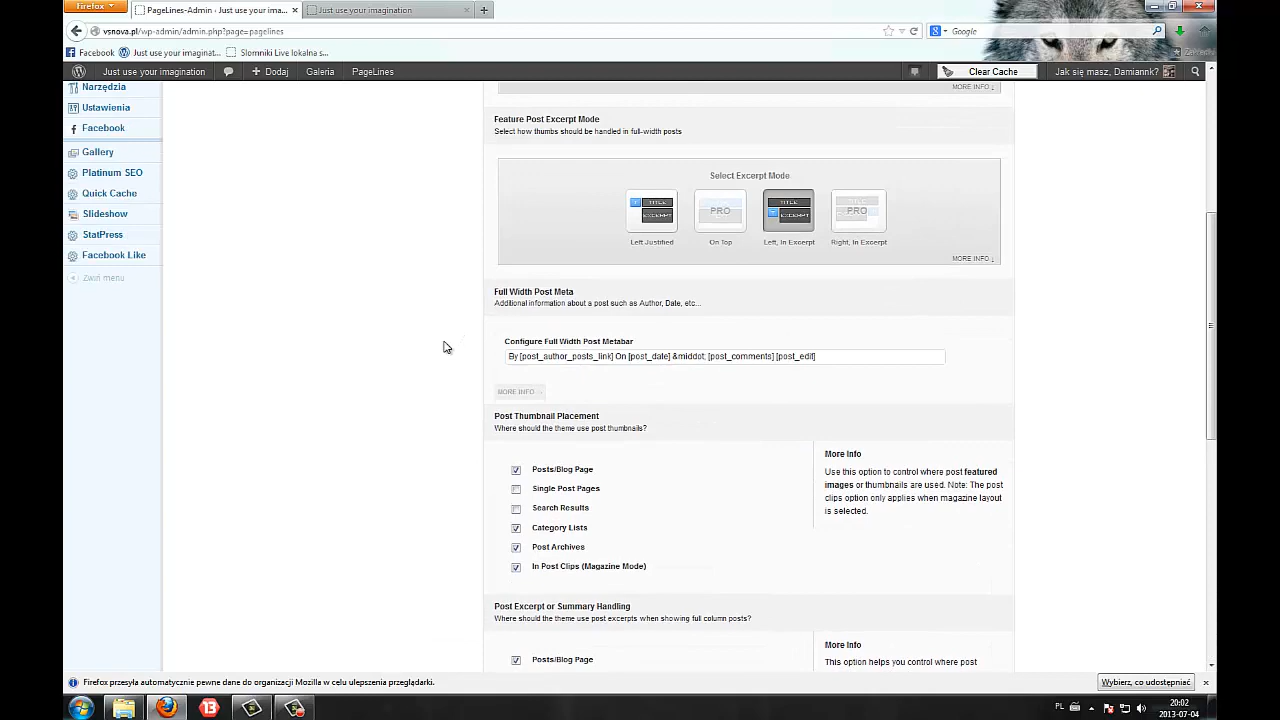 Firefox
PageLines-Admin ‹ Just use your ima...
Just use your imagination
vsnova.pl/wp-admin/admin.php?page=pagelines
Google
Facebook
Just use your imaginat...
Slomniki Live lokalna s...
Zakładki
Just use your imagination
Dodaj
Galeria
PageLines
Clear Cache
Jak się masz, Damiannk?
Narzędzia
Ustawienia
Facebook
Gallery
Platinum SEO
Quick Cache
Slideshow
StatPress
Facebook Like
Zwiń menu
MORE INFO ↓
Feature Post Excerpt Mode
Select how thumbs should be handled in full-width posts
Select Excerpt Mode
TITLE
EXCERPT
PRO
TITLE
EXCERPT
PRO
Left Justified
On Top
Left, In Excerpt
Right, In Excerpt
MORE INFO ↓
Full Width Post Meta
Additional information about a post such as Author, Date, etc...
Configure Full Width Post Metabar
By [post_author_posts_link] On [post_date] &middot; [post_comments] [post_edit]
MORE INFO
Post Thumbnail Placement
Where should the theme use post thumbnails?
Posts/Blog Page
Single Post Pages
Search Results
Category Lists
Post Archives
In Post Clips (Magazine Mode)
More Info
Use this option to control where post featured
images or thumbnails are used. Note: The post
clips option only applies when magazine layout
is selected.
Post Excerpt or Summary Handling
Where should the theme use post excerpts when showing full column posts?
Posts/Blog Page
More Info
This option helps you control where post
Firefox przesyła automatycznie pewne dane do organizacji Mozilla w celu ulepszenia przeglądarki.
Wybierz, co udostępniać
13
PL
20:02
2013-07-04